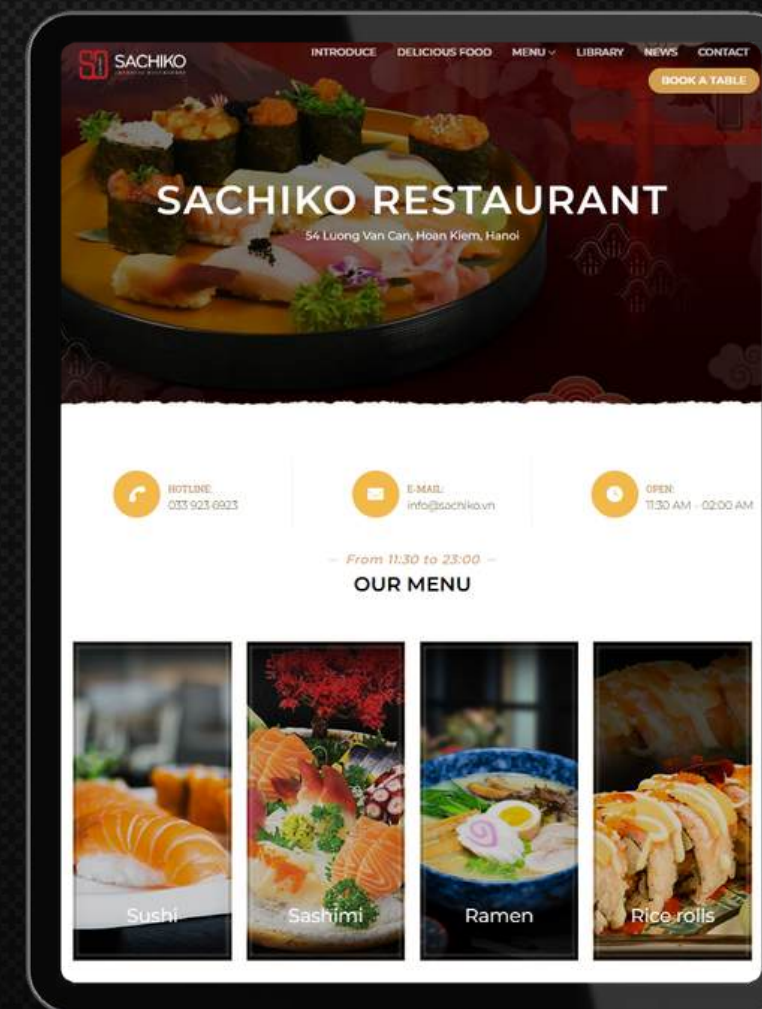 SACHIKO
INTRODUCE DELICIOUS FOOD MENU LIBRARY NEWS CONTACT
BOOK A TABLE
SACHIKO RESTAURANT
54 Luong Van Can, Hoan Kiem, Hanoi
HOTLINE:
033 923 6923
E-MAIL:
info@sachiko.vn
OPEN:
11:30 AM - 02:00 AM
— From 11:30 to 23:00 —
OUR MENU
Sushi
Sashimi
Ramen
Rice rolls